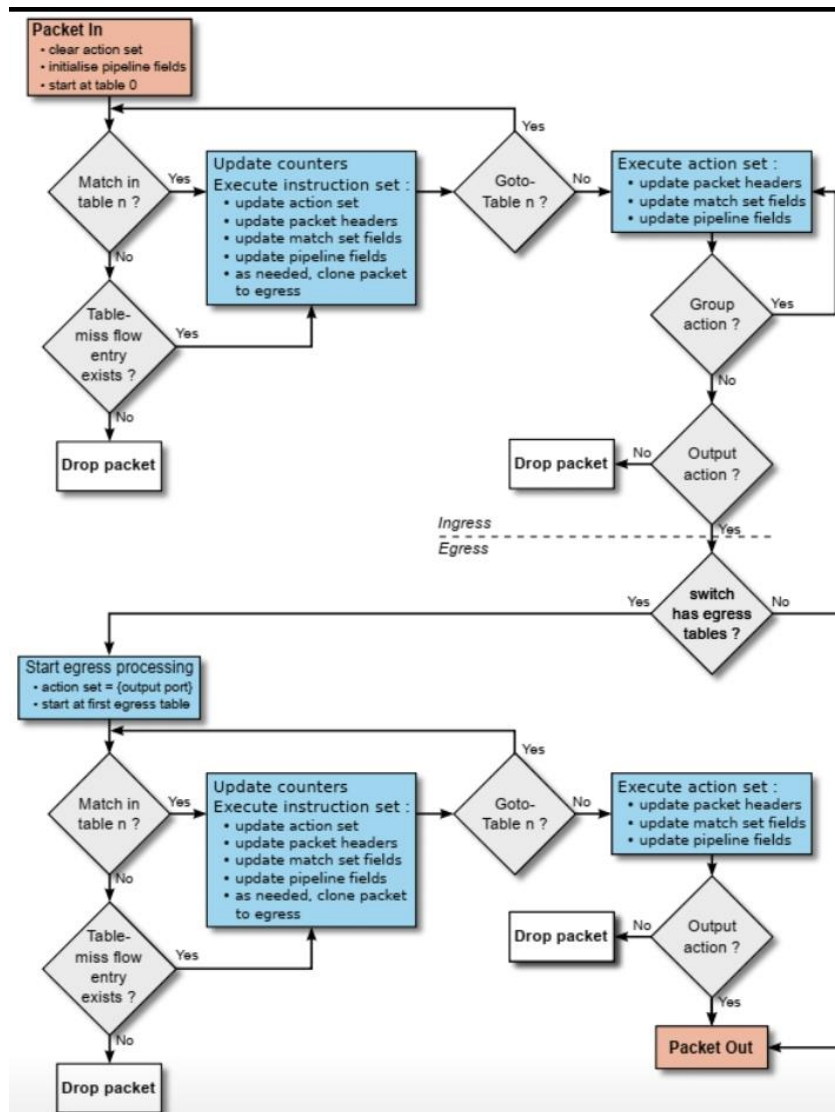 Packet In
• clear action set
• initialise pipeline fields
• start at table 0
Yes
Match in
table n ?
Yes
Update counters
Execute instruction set :
• update action set
• update packet headers
• update match set fields
• update pipeline fields
• as needed, clone packet
to egress
Goto-
Table n ?
No
Execute action set :
• update packet headers
• update match set fields
• update pipeline fields
No
Table-
miss flow
entry
exists ?
Yes
Group
action ?
Yes
No
No
Drop packet
Drop packet
No
Output
action ?
Ingress
Yes
Egress
Yes
switch
has egress
tables ?
No
Start egress processing
• action set = {output port}
• start at first egress table
Yes
Match in
table n ?
Yes
Update counters
Execute instruction set :
• update action set
• update packet headers
• update match set fields
• update pipeline fields
• as needed, clone packet
to egress
Goto-
Table n ?
No
Execute action set :
• update packet headers
• update match set fields
• update pipeline fields
No
Table-
miss flow
entry
exists ?
Yes
Drop packet
No
Output
action ?
No
Yes
Drop packet
Packet Out